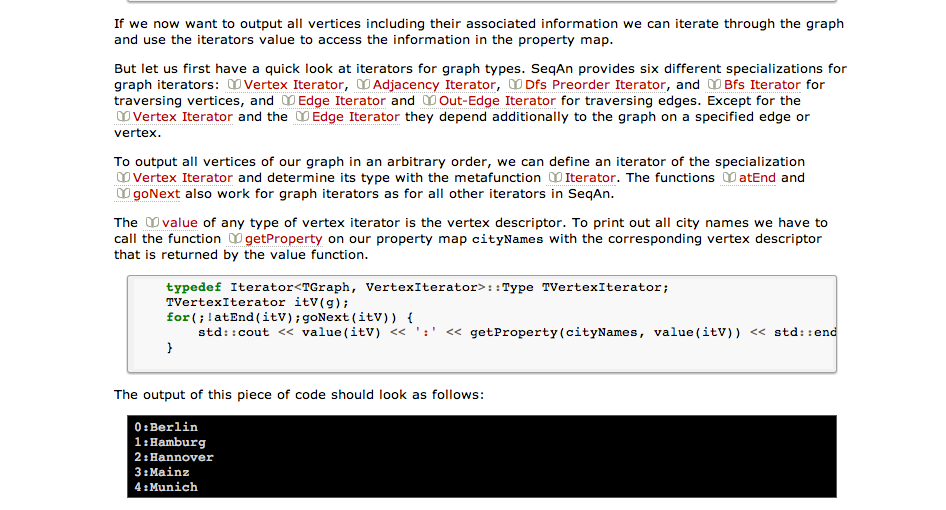 If we now want to output all vertices including their associated information we can iterate through the graph
and use the iterators value to access the information in the property map.
But let us first have a quick look at iterators for graph types. SeqAn provides six different specializations for
graph iterators: Vertex Iterator, Adjacency Iterator, Dfs Preorder Iterator, and Bfs Iterator for
traversing vertices, and Edge Iterator and Out-Edge Iterator for traversing edges. Except for the
Vertex Iterator and the Edge Iterator they depend additionally to the graph on a specified edge or
vertex.
To output all vertices of our graph in an arbitrary order, we can define an iterator of the specialization
Vertex Iterator and determine its type with the metafunction Iterator. The functions atEnd and
goNext also work for graph iterators as for all other iterators in SeqAn.
The value of any type of vertex iterator is the vertex descriptor. To print out all city names we have to
call the function getProperty on our property map cityNames with the corresponding vertex descriptor
that is returned by the value function.
typedef Iterator<TGraph, VertexIterator>::Type TVertexIterator;
TVertexIterator itV(g);
for(;!atEnd(itV);goNext(itV)) {
std::cout << value(itV) << ':' << getProperty(cityNames, value(itV)) << std::end
}
The output of this piece of code should look as follows:
0:Berlin
1:Hamburg
2:Hannover
3:Mainz
4:Munich